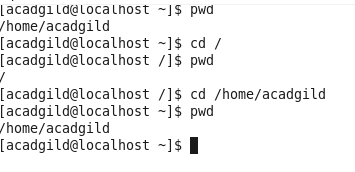 [acadgild@localhost ~]$ pwd
/home/acadgild
[acadgild@localhost ~]$ cd /
[acadgild@localhost /]$ pwd
/
[acadgild@localhost /]$ cd /home/acadgild
[acadgild@localhost ~]$ pwd
/home/acadgild
[acadgild@localhost ~]$